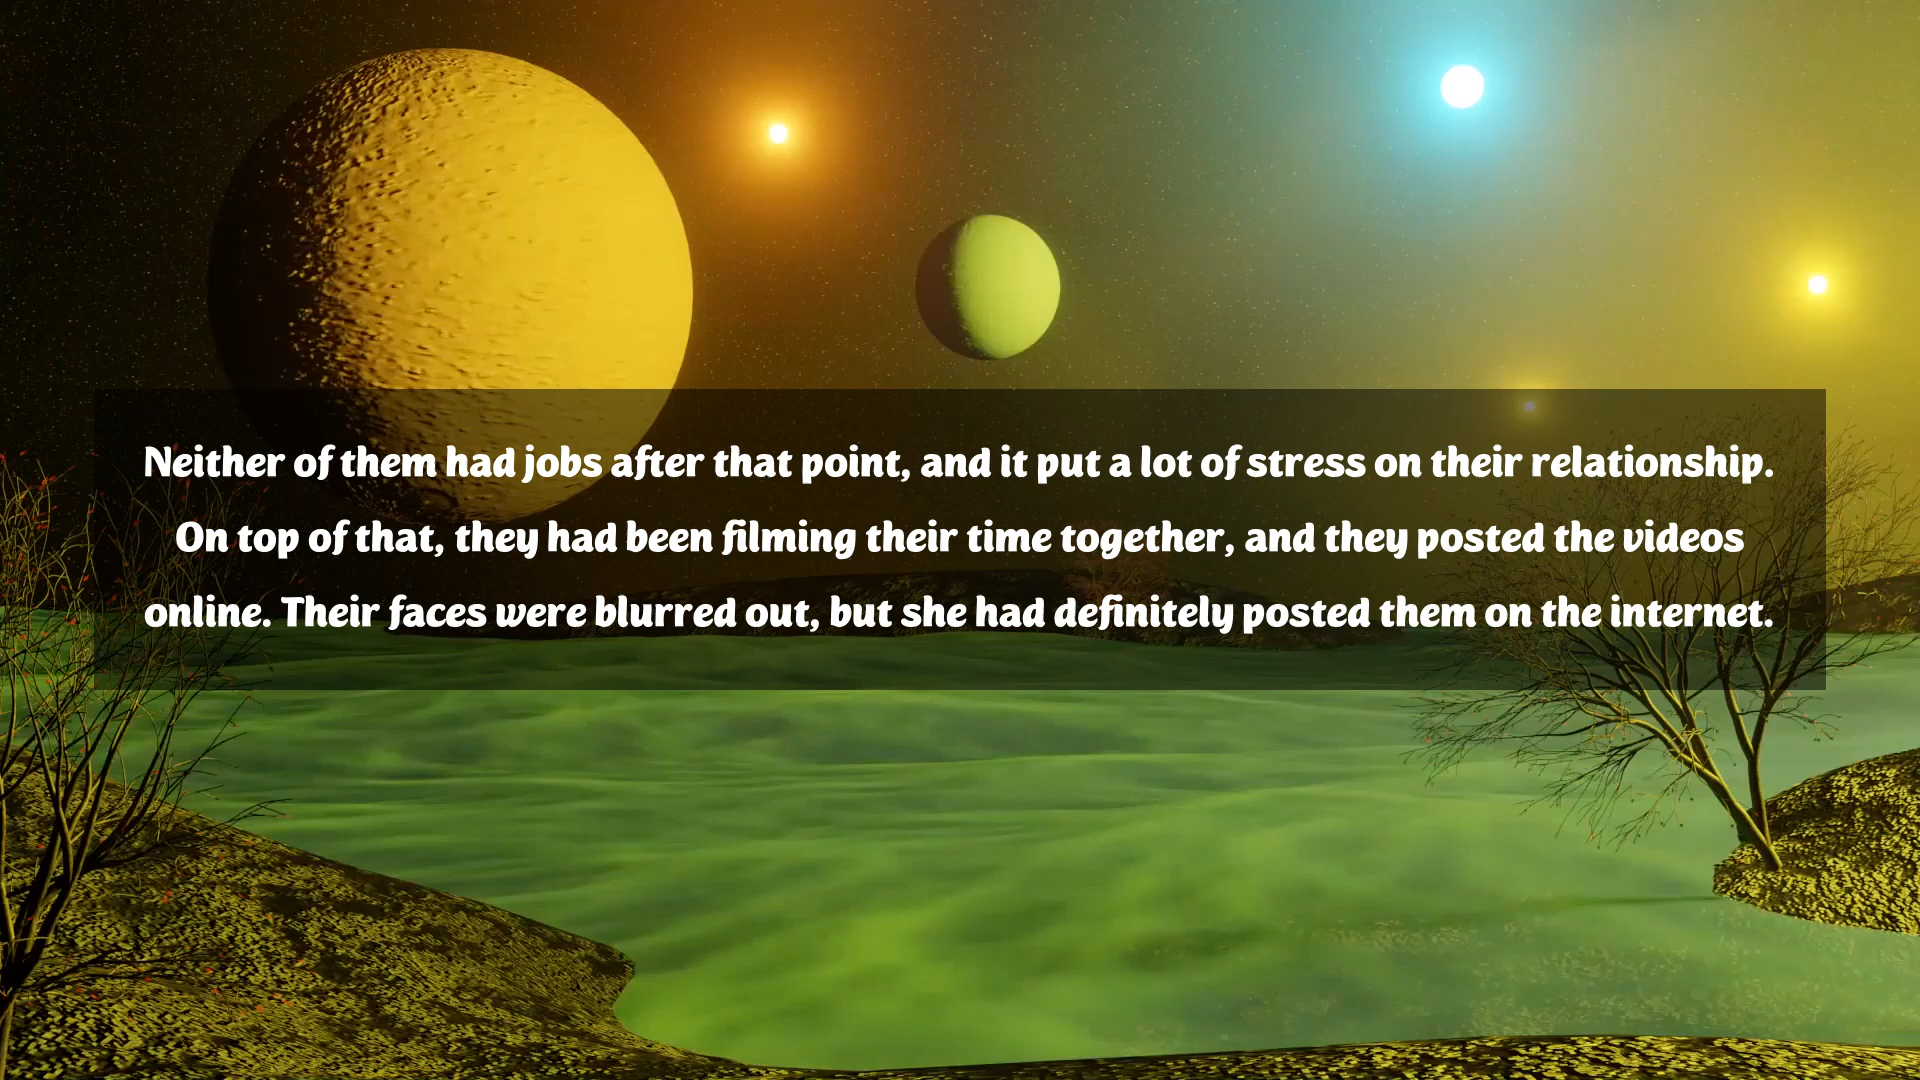 Neither of them had jobs after that point, and it put a lot of stress on their relationship.
On top of that, they had been filming their time together, and they posted the videos
online. Their faces were blurred out, but she had definitely posted them on the internet.